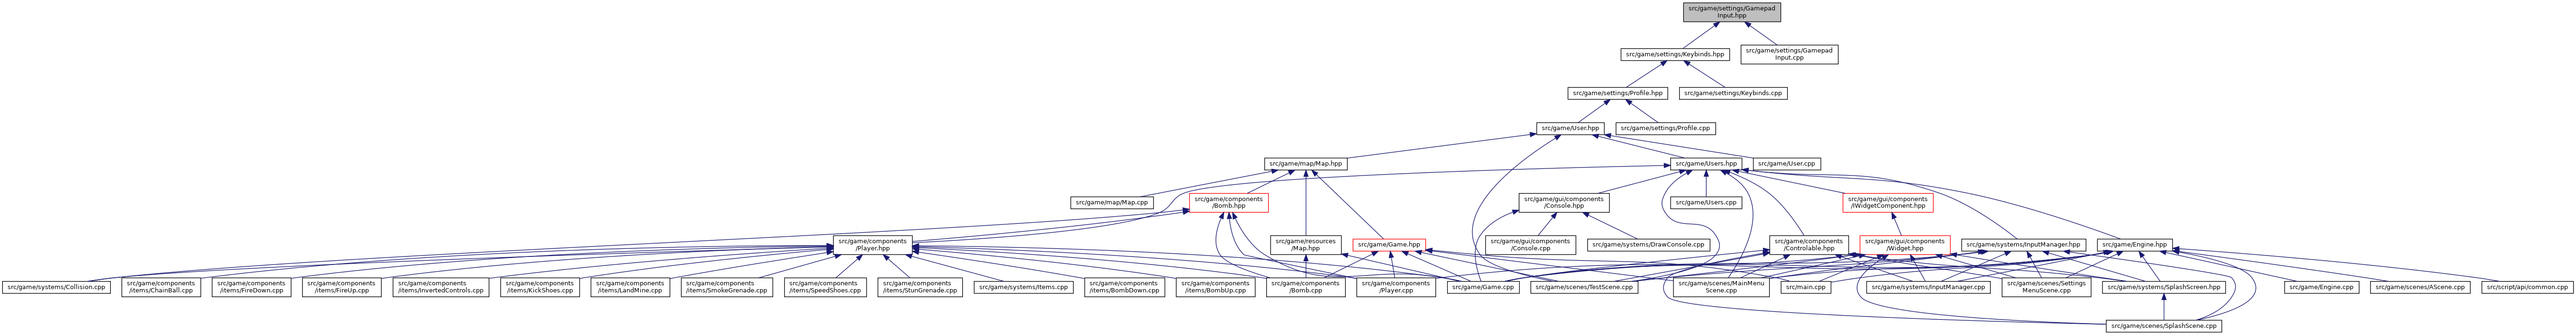 src/game/settings/Gamepad
Input.hpp
src/game/settings/Keybinds.hpp
src/game/settings/Gamepad
Input.cpp
src/game/settings/Profile.hpp
src/game/settings/Keybinds.cpp
src/game/User.hpp
src/game/settings/Profile.cpp
src/game/map/Map.hpp
src/game/Users.hpp
src/game/User.cpp
src/game/map/Map.cpp
src/game/components
/Bomb.hpp
src/game/gui/components
/Console.hpp
src/game/Users.cpp
src/game/gui/components
/IWidgetComponent.hpp
src/game/components
/Player.hpp
src/game/resources
/Map.hpp
src/game/Game.hpp
src/game/gui/components
/Console.cpp
src/game/systems/DrawConsole.cpp
src/game/components
/Controlable.hpp
src/game/gui/components
/Widget.hpp
src/game/systems/InputManager.hpp
src/game/Engine.hpp
src/game/systems/Collision.cpp
src/game/components
/items/ChainBall.cpp
src/game/components
/items/FireDown.cpp
src/game/components
/items/FireUp.cpp
src/game/components
/items/InvertedControls.cpp
src/game/components
/items/KickShoes.cpp
src/game/components
/items/LandMine.cpp
src/game/components
/items/SmokeGrenade.cpp
src/game/components
/items/SpeedShoes.cpp
src/game/components
/items/StunGrenade.cpp
src/game/systems/Items.cpp
src/game/components
/items/BombDown.cpp
src/game/components
/items/BombUp.cpp
src/game/components
/Bomb.cpp
src/game/components
/Player.cpp
src/game/Game.cpp
src/game/scenes/TestScene.cpp
src/game/scenes/MainMenu
Scene.cpp
src/main.cpp
src/game/systems/InputManager.cpp
src/game/scenes/Settings
MenuScene.cpp
src/game/systems/SplashScreen.hpp
src/game/Engine.cpp
src/game/scenes/AScene.cpp
src/script/api/common.cpp
src/game/scenes/SplashScene.cpp